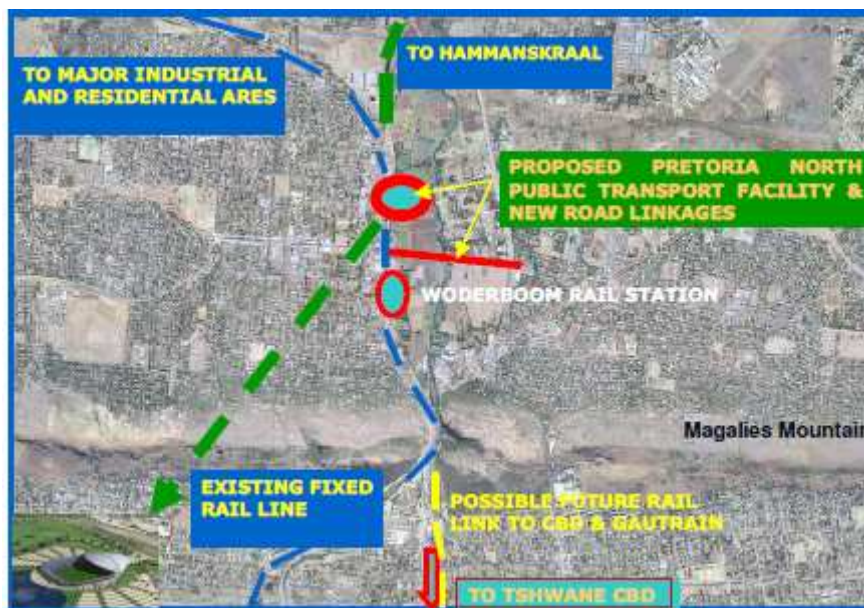 TO HAMMANSKRAAL
TO MAJOR INDUSTRIAL
AND RESIDENTIAL ARES
PROPOSED PRETORIA NORTH
PUBLIC TRANSPORT FACILITY &
NEW ROAD LINKAGES
WODERBOOM RAIL STATION
Magalies Mountain
EXISTING FIXED
RAIL LINE
POSSIBLE FUTURE RAIL
LINK TO CBD & GAUTRAIN
TO TSHWANE CBD